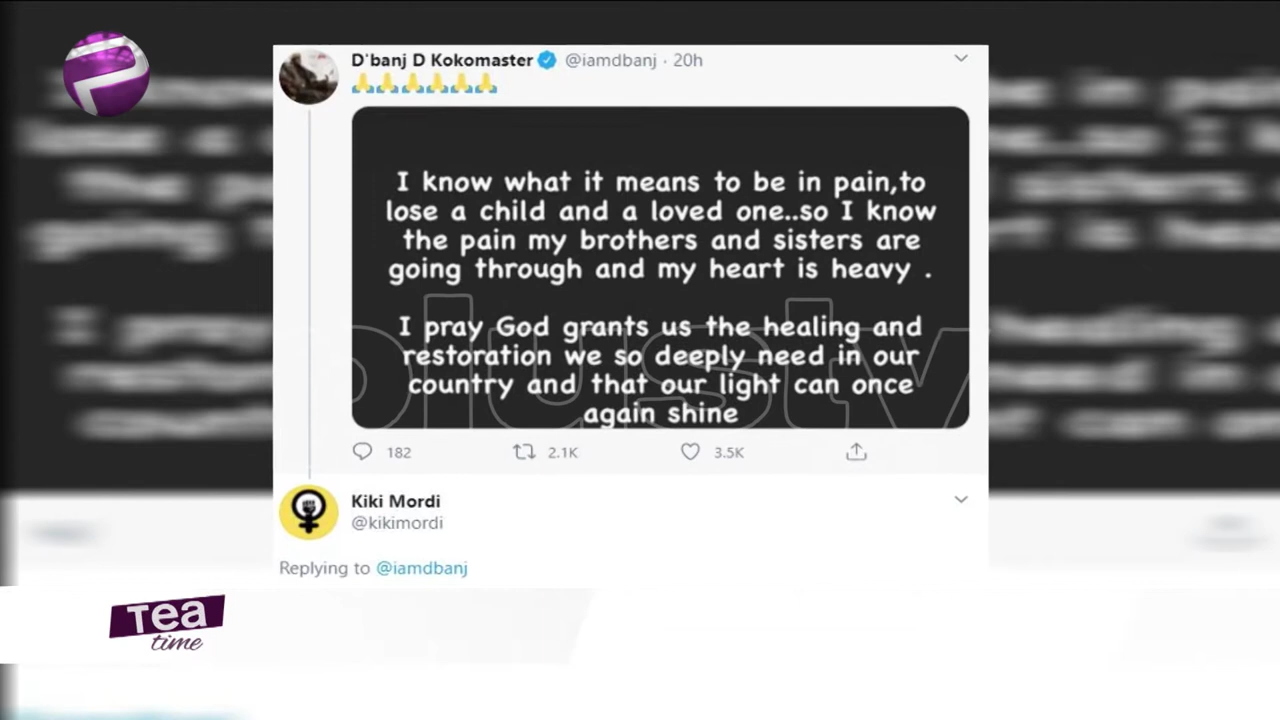 D'banj D Kokomaster @iamdbanj · 20h
🙏🙏🙏🙏🙏🙏
I know what it means to be in pain,to
lose a child and a loved one..so I know
the pain my brothers and sisters are
going through and my heart is heavy .
I pray God grants us the healing and
restoration we so deeply need in our
country and that our light can once
again shine
plustv
182 2.1K 3.5K
Kiki Mordi
@kikimordi
Replying to @iamdbanj
Tea
time